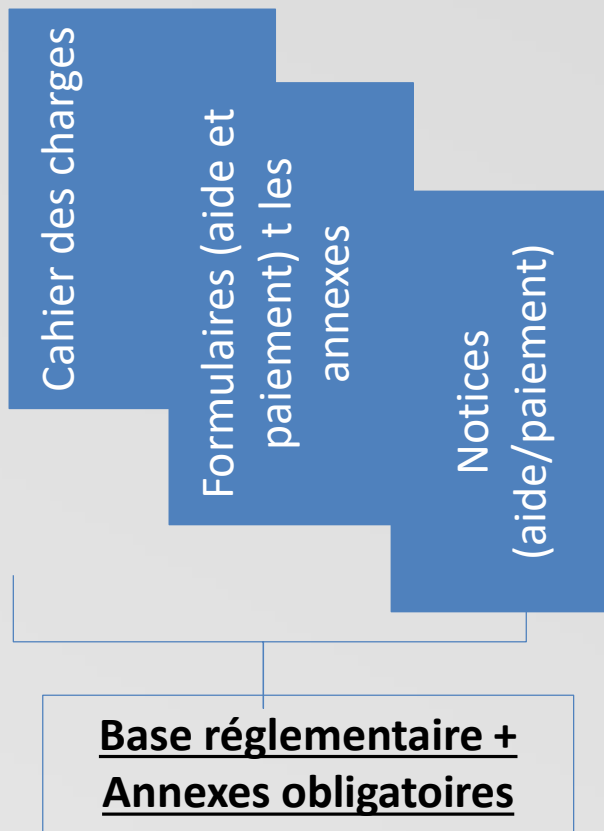 Cahier des charges
Formulaires (aide et
paiement) t les
annexes
Notices
(aide/paiement)
Base réglementaire +
Annexes obligatoires